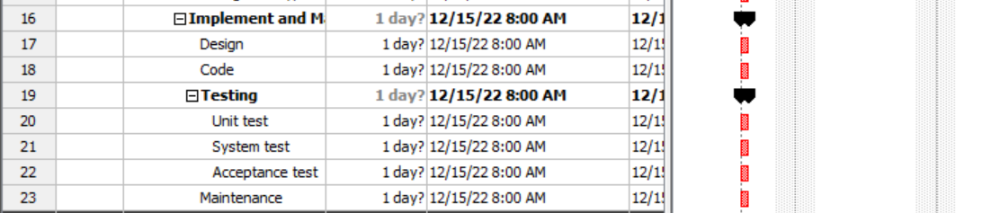 16 Implement and M 1 day? 12/15/22 8:00 AM 12/1
17 Design 1 day? 12/15/22 8:00 AM 12/1
18 Code 1 day? 12/15/22 8:00 AM 12/1
19 Testing 1 day? 12/15/22 8:00 AM 12/1
20 Unit test 1 day? 12/15/22 8:00 AM 12/1
21 System test 1 day? 12/15/22 8:00 AM 12/1
22 Acceptance test 1 day? 12/15/22 8:00 AM 12/1
23 Maintenance 1 day? 12/15/22 8:00 AM 12/1